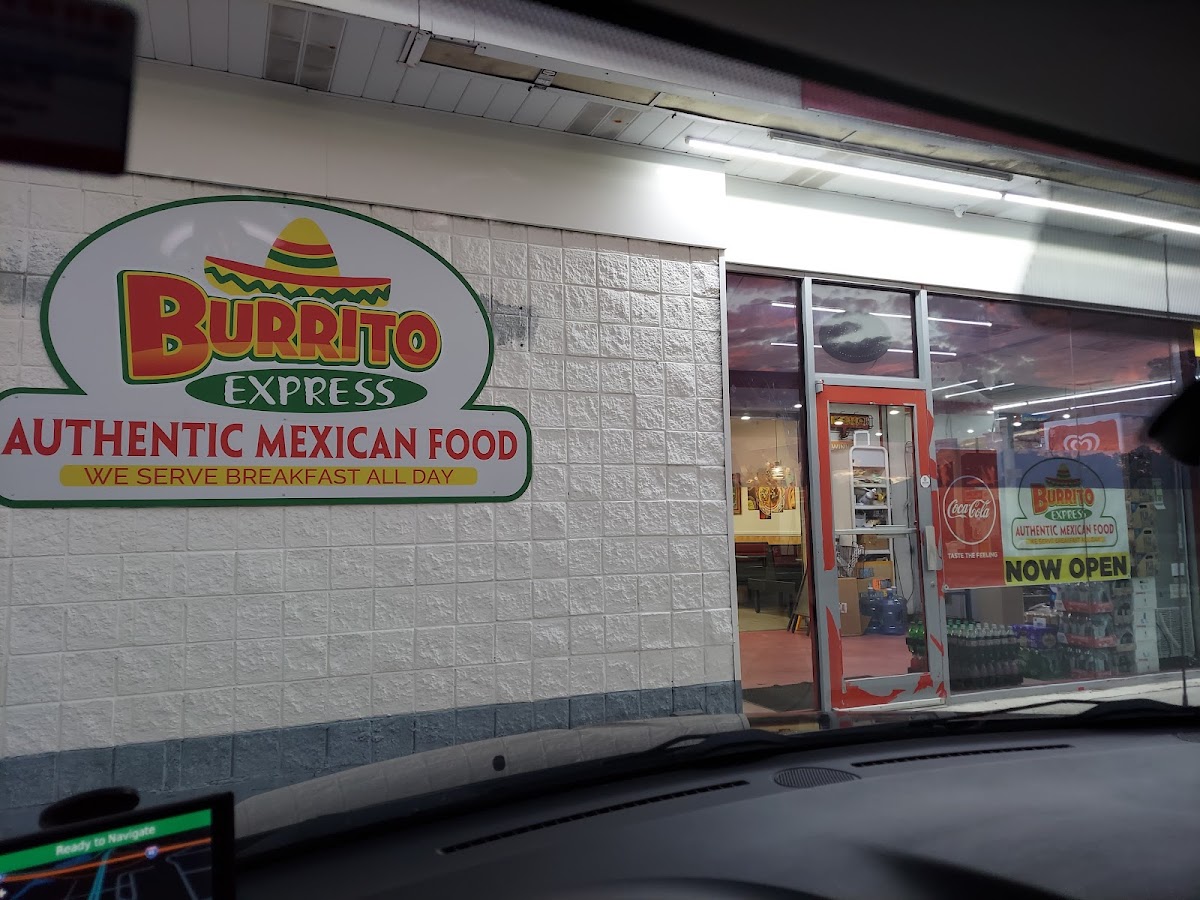 BURRITO
EXPRESS
AUTHENTIC MEXICAN FOOD
WE SERVE BREAKFAST ALL DAY
Coca-Cola
TASTE THE FEELING
BURRITO
EXPRESS
AUTHENTIC MEXICAN FOOD
NOW OPEN
Ready to Navigate